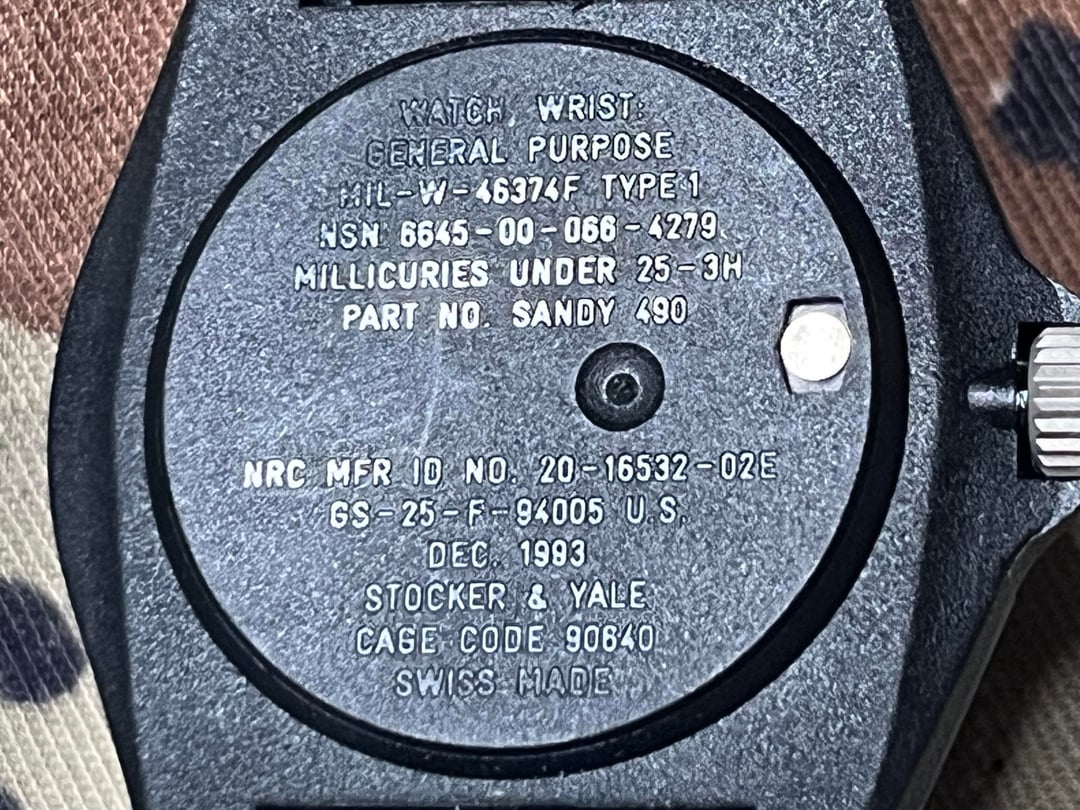 WATCH, WRIST:
GENERAL PURPOSE
MIL-W-46374F TYPE 1
NSN 6645-00-066-4279
MILLICURIES UNDER 25-3H
PART NO. SANDY 490
NRC MFR ID NO. 20-16532-02E
GS-25-F-94005 U.S.
DEC. 1993
STOCKER & YALE
CAGE CODE 90640
SWISS MADE